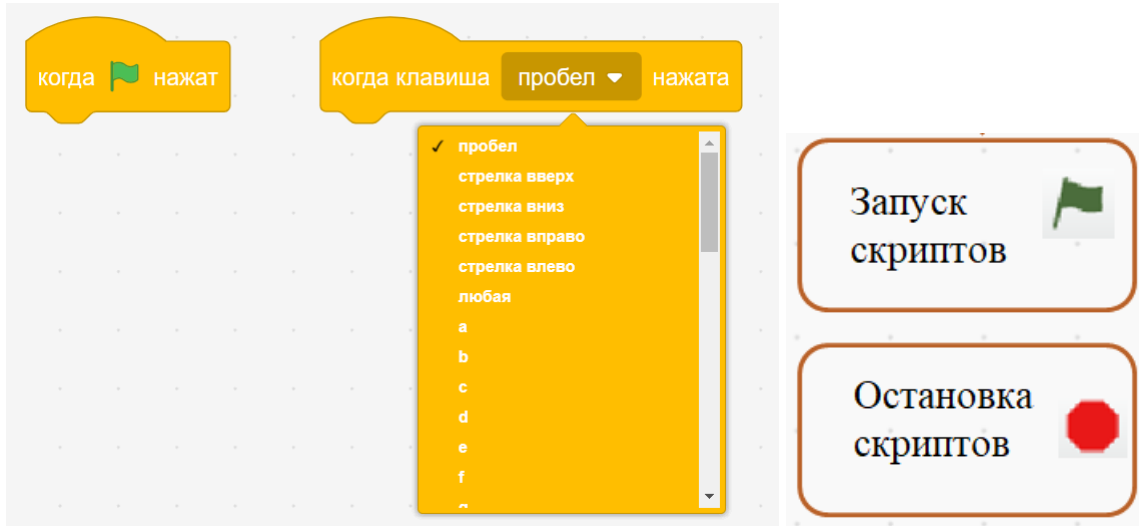 когда нажат
когда клавиша пробел нажата
✓ пробел
стрелка вверх
стрелка вниз
стрелка вправо
стрелка влево
любая
a
b
c
d
e
f
Запуск
скриптов
Остановка
скриптов